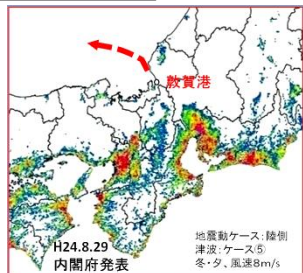 敦賀港
H24.8.29
内閣府発表
地震動ケース:陸側
津波:ケース⑤
冬・夕、風速8m/s